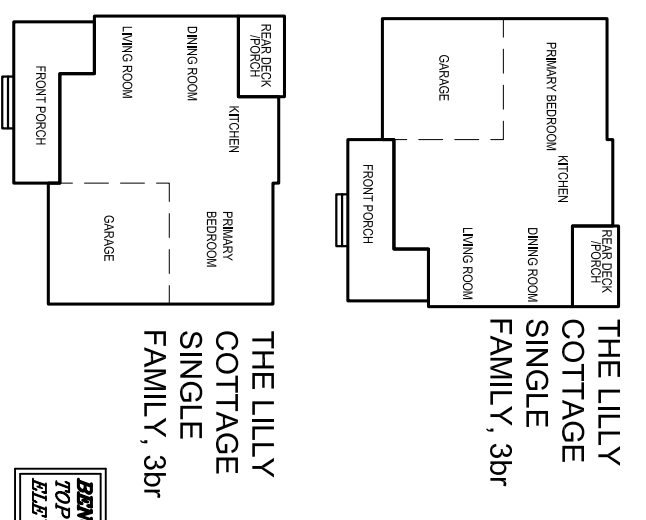 REAR DECK
/PORCH
DINING ROOM
LIVING ROOM
KITCHEN
FRONT PORCH
PRIMARY
BEDROOM
GARAGE
THE LILLY
COTTAGE
SINGLE
FAMILY, 3br
PRIMARY BEDROOM
KITCHEN
GARAGE
REAR DECK
/PORCH
DINING ROOM
LIVING ROOM
FRONT PORCH
THE LILLY
COTTAGE
SINGLE
FAMILY, 3br
BEN
TOP
ELE